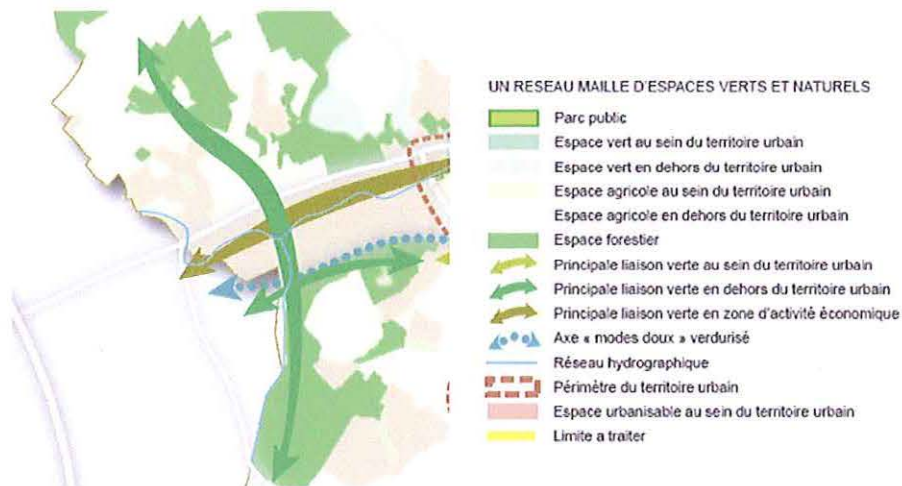 UN RESEAU MAILLE D'ESPACES VERTS ET NATURELS
Parc public
Espace vert au sein du territoire urbain
Espace vert en dehors du territoire urbain
Espace agricole au sein du territoire urbain
Espace agricole en dehors du territoire urbain
Espace forestier
Principale liaison verte au sein du territoire urbain
Principale liaison verte en dehors du territoire urbain
Principale liaison verte en zone d'activité économique
Axe « modes doux » verdurisé
Réseau hydrographique
Périmètre du territoire urbain
Espace urbanisable au sein du territoire urbain
Limite a traiter